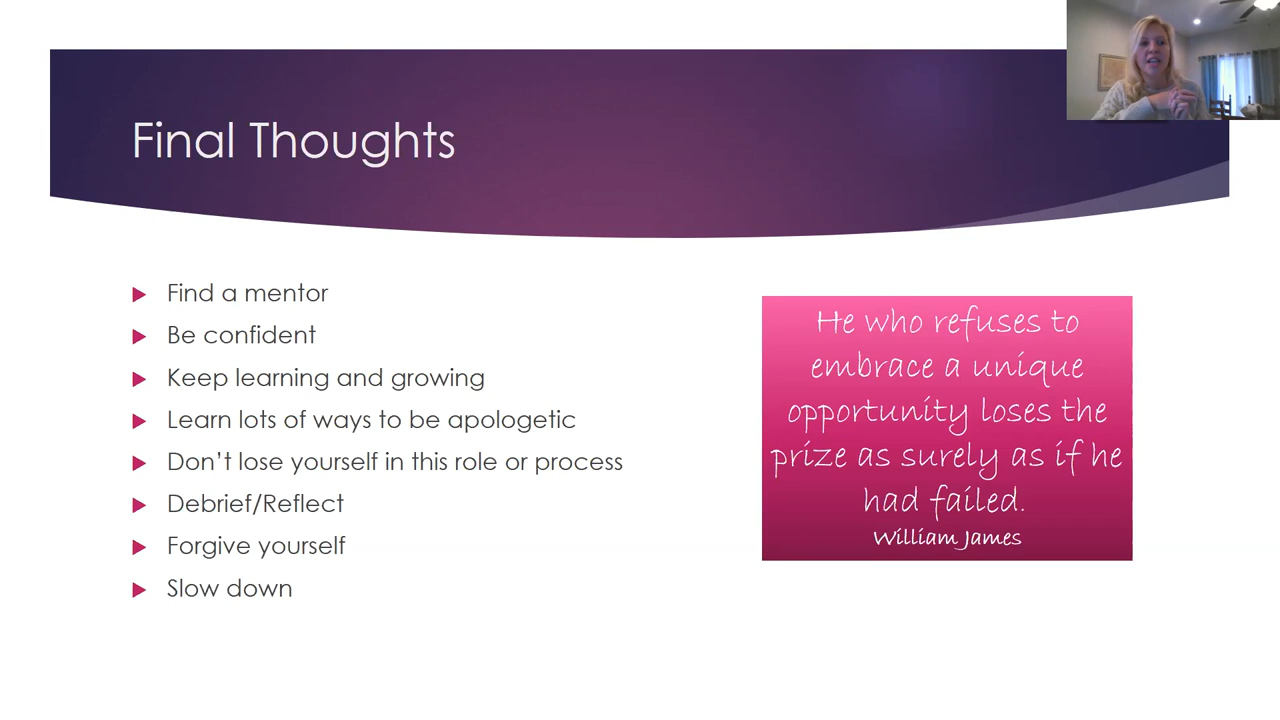 Final Thoughts
Find a mentor
Be confident
Keep learning and growing
Learn lots of ways to be apologetic
Don't lose yourself in this role or process
Debrief/Reflect
Forgive yourself
Slow down
He who refuses to
embrace a unique
opportunity loses the
prize as surely as if he
had failed.
William James